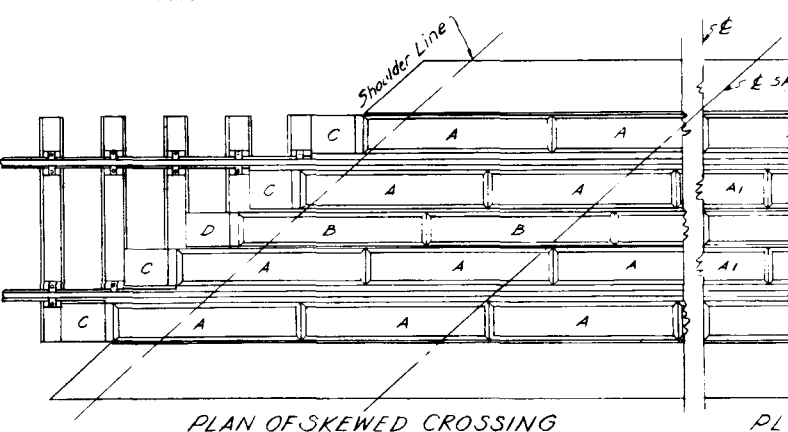 Shoulder Line
S ₵
S ₵
C A A
C A A A1
D B B
C A A A A1
C A A A
PLAN OF SKEWED CROSSING
PL